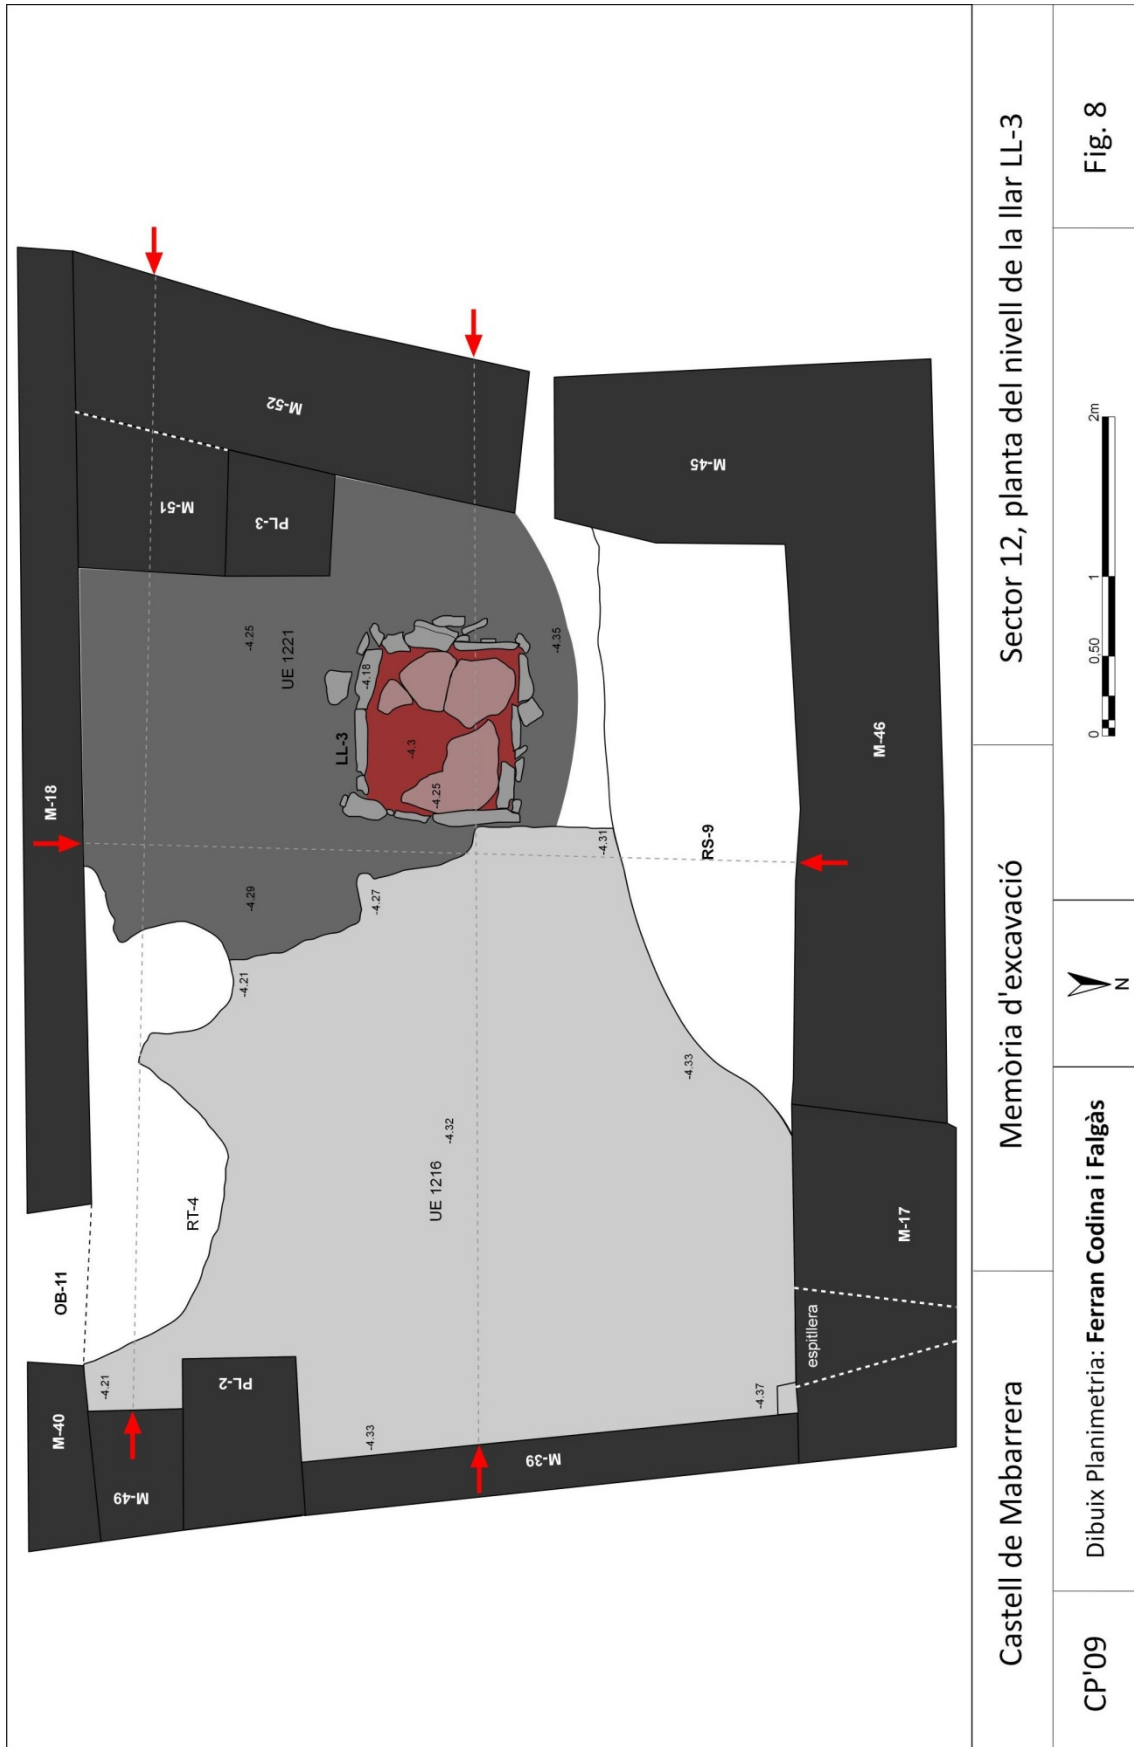 M-18
M-52
M-51
PL-3
-4.25
UE 1221
-4.18
LL-3
-4.3
-4.25
-4.35
M-45
M-46
RS-9
-4.31
-4.29
-4.27
-4.21
-4.33
-4.32
UE 1216
RT-4
OB-11
M-40
-4.21
M-49
PL-2
-4.33
M-39
-4.37
espitllera
M-17
Castell de Mabarrera
Memòria d'excavació
Sector 12, planta del nivell de la llar LL-3
CP'09
Dibuix Planimetria: Ferran Codina i Falgàs
N
0 0.50 1 2m
Fig. 8